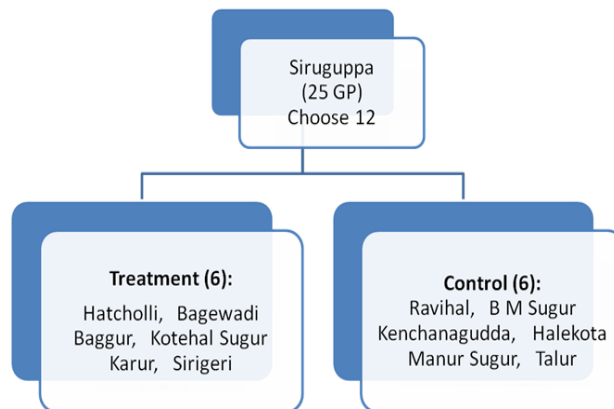 Siruguppa
(25 GP)
Choose 12
Treatment (6):
Hatcholli, Bagewadi
Baggur, Kotehal Sugur
Karur, Sirigeri
Control (6):
Ravihal, B M Sugur
Kenchanagudda, Halekota
Manur Sugur, Talur